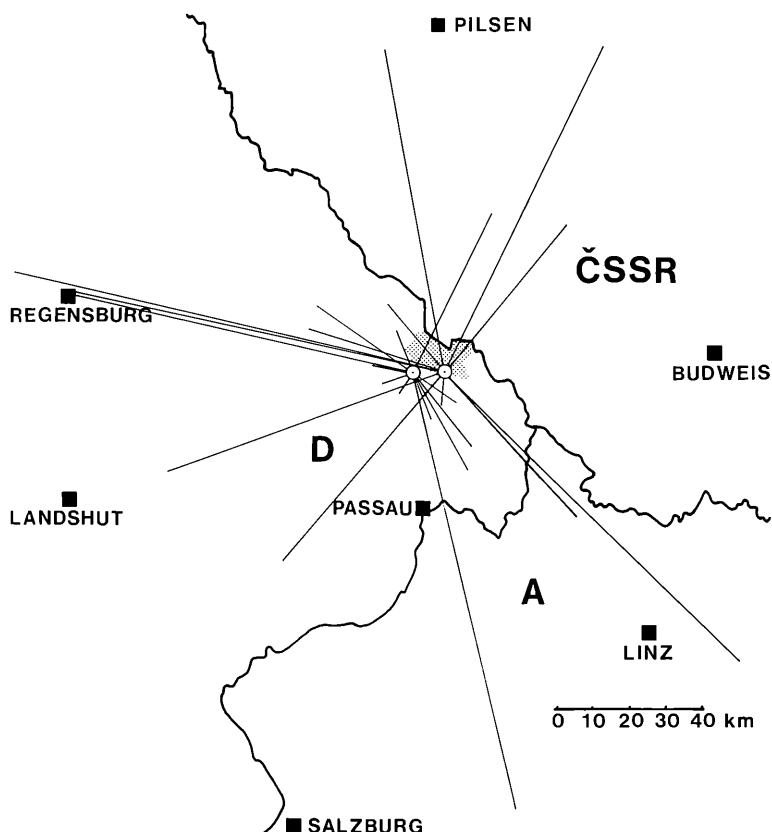 PILSEN
ČSSR
REGENSBURG
BUDWEIS
D
LANDSHUT
PASSAU
A
LINZ
0 10 20 30 40 km
SALZBURG